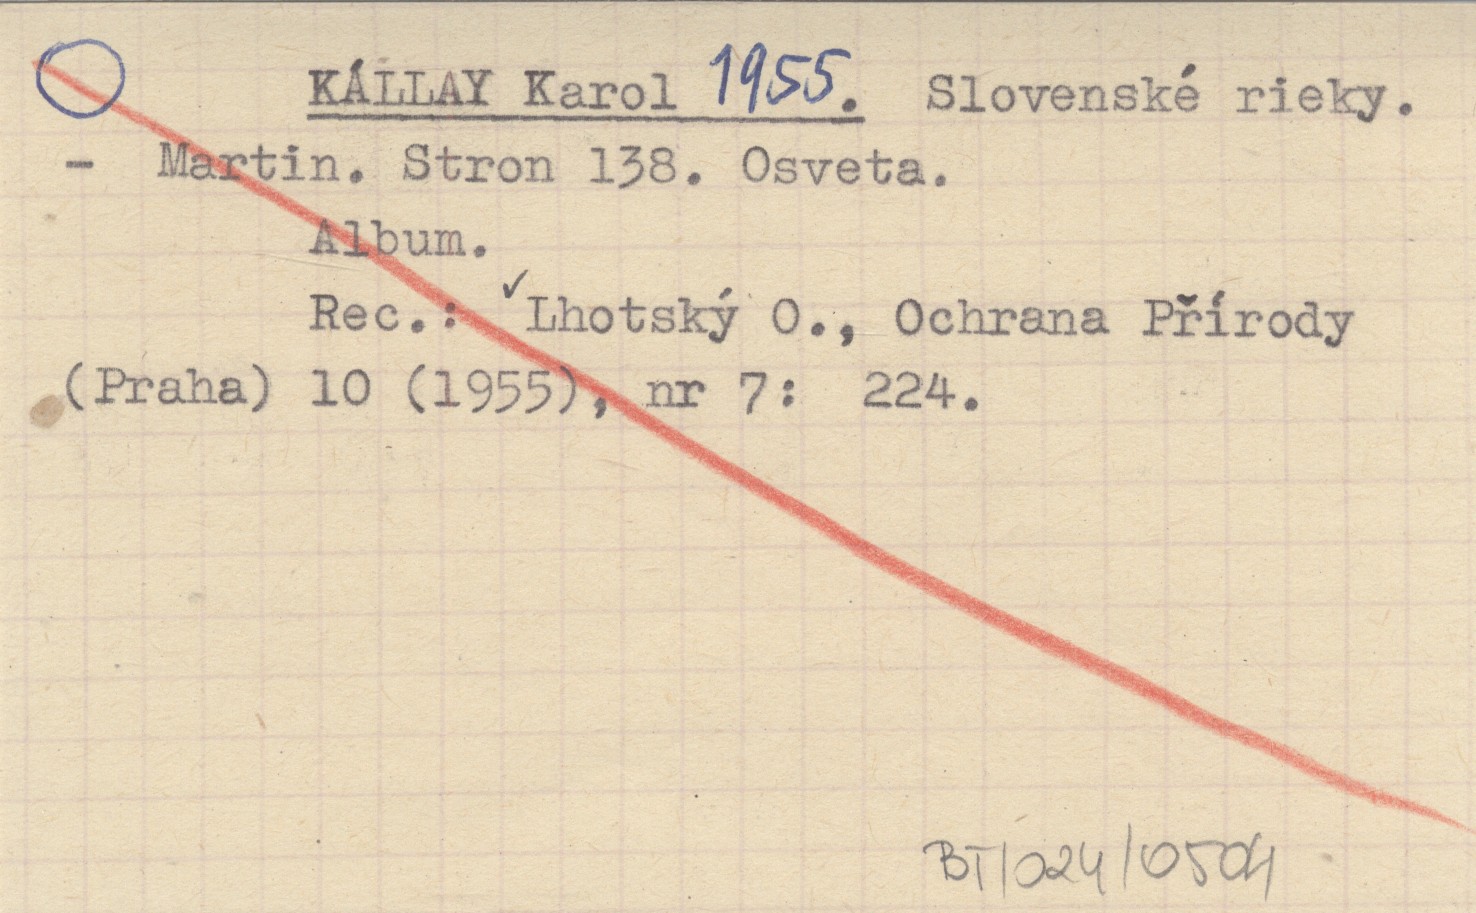 KÁLLAY Karol 1955. Slovenské rieky.
- Martin. Stron 138. Osveta.
Album.
Rec.: ✓Lhotský O., Ochrana Přírody
(Praha) 10 (1955), nr 7: 224.
BT/024/0504